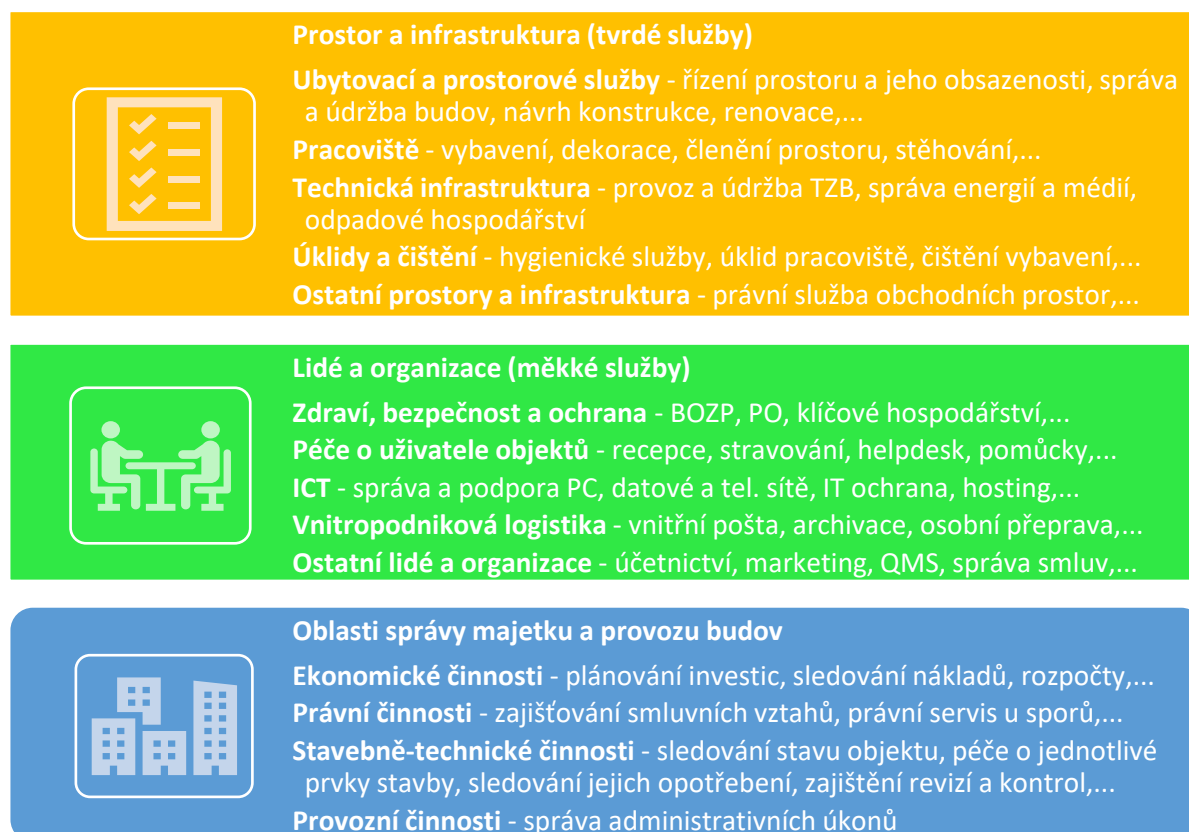 Prostor a infrastruktura (tvrdé služby)
Ubytovací a prostorové služby - řízení prostoru a jeho obsazenosti, správa
a údržba budov, návrh konstrukce, renovace,...
Pracoviště - vybavení, dekorace, členění prostoru, stěhování,...
Technická infrastruktura - provoz a údržba TZB, správa energií a médií,
odpadové hospodářství
Úklidy a čištění - hygienické služby, úklid pracoviště, čištění vybavení,...
Ostatní prostory a infrastruktura - právní služba obchodních prostor,...
Lidé a organizace (měkké služby)
Zdraví, bezpečnost a ochrana - BOZP, PO, klíčové hospodářství,...
Péče o uživatele objektů - recepce, stravování, helpdesk, pomůcky,...
ICT - správa a podpora PC, datové a tel. sítě, IT ochrana, hosting,...
Vnitropodniková logistika - vnitřní pošta, archivace, osobní přeprava,...
Ostatní lidé a organizace - účetnictví, marketing, QMS, správa smluv,...
Oblasti správy majetku a provozu budov
Ekonomické činnosti - plánování investic, sledování nákladů, rozpočty,...
Právní činnosti - zajišťování smluvních vztahů, právní servis u sporů,...
Stavebně-technické činnosti - sledování stavu objektu, péče o jednotlivé
prvky stavby, sledování jejich opotřebení, zajištění revizí a kontrol,...
Provozní činnosti - správa administrativních úkonů